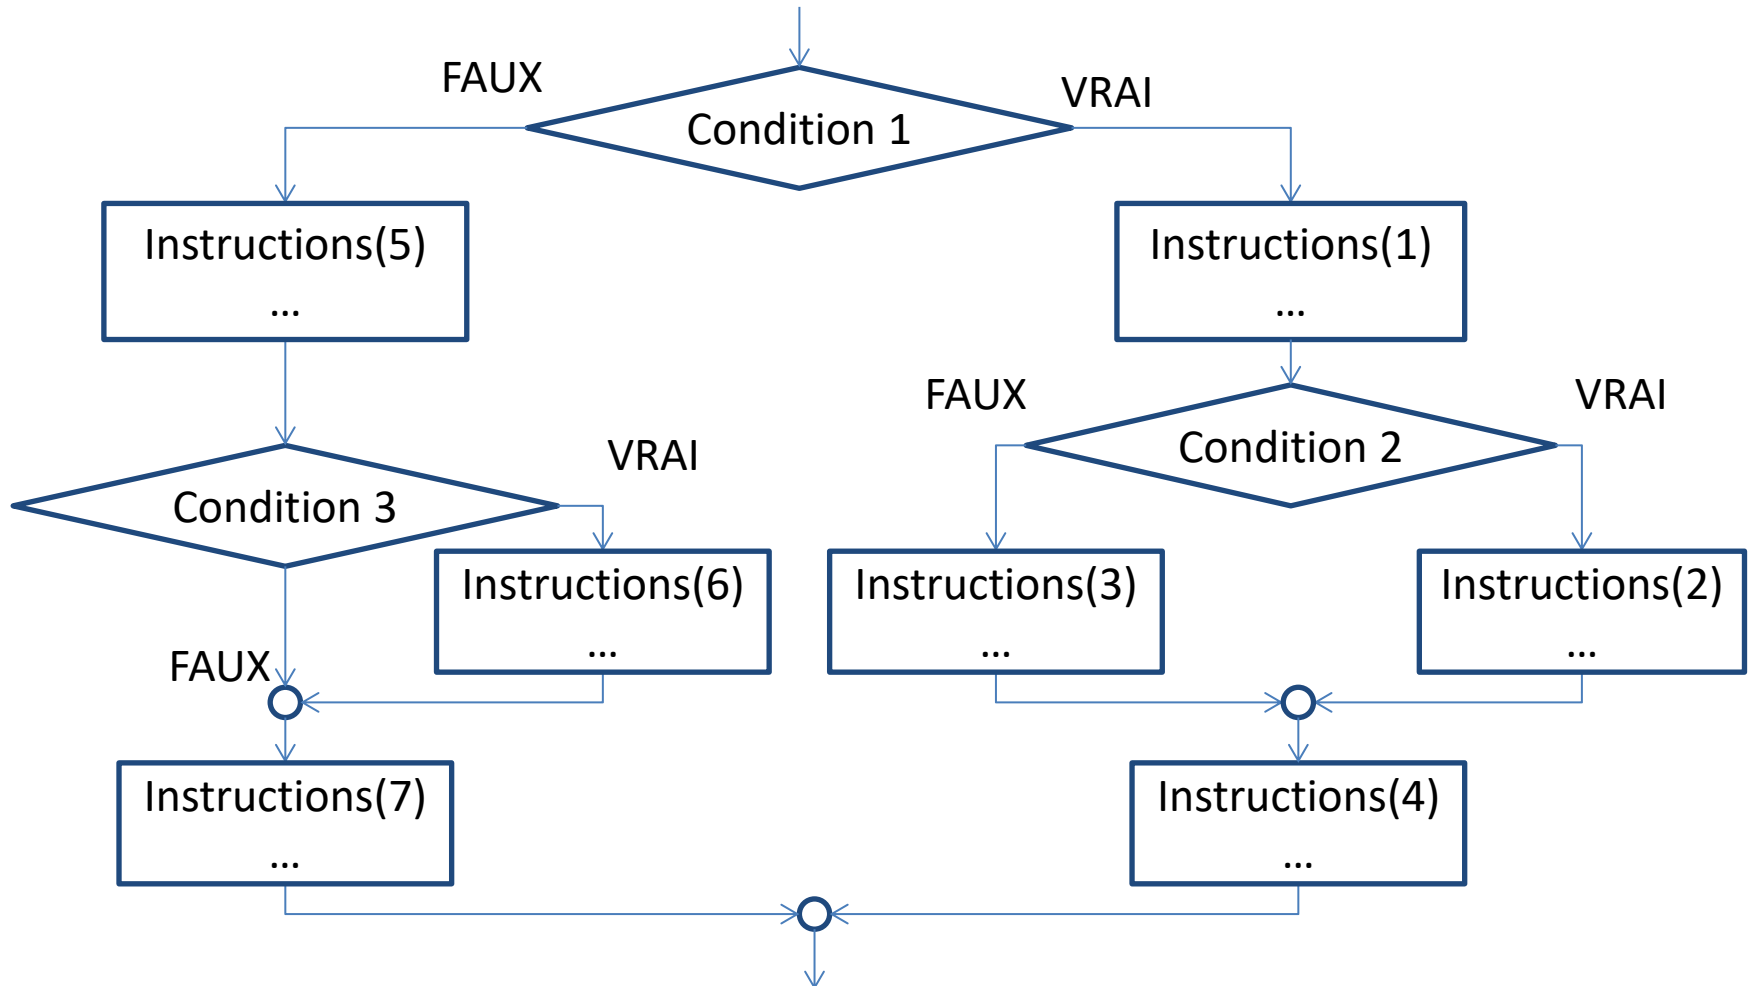 FAUX
VRAI
Condition 1
Instructions(5)
...
Instructions(1)
...
FAUX
VRAI
Condition 2
VRAI
Condition 3
Instructions(6)
...
Instructions(3)
...
Instructions(2)
...
FAUX
Instructions(7)
...
Instructions(4)
...